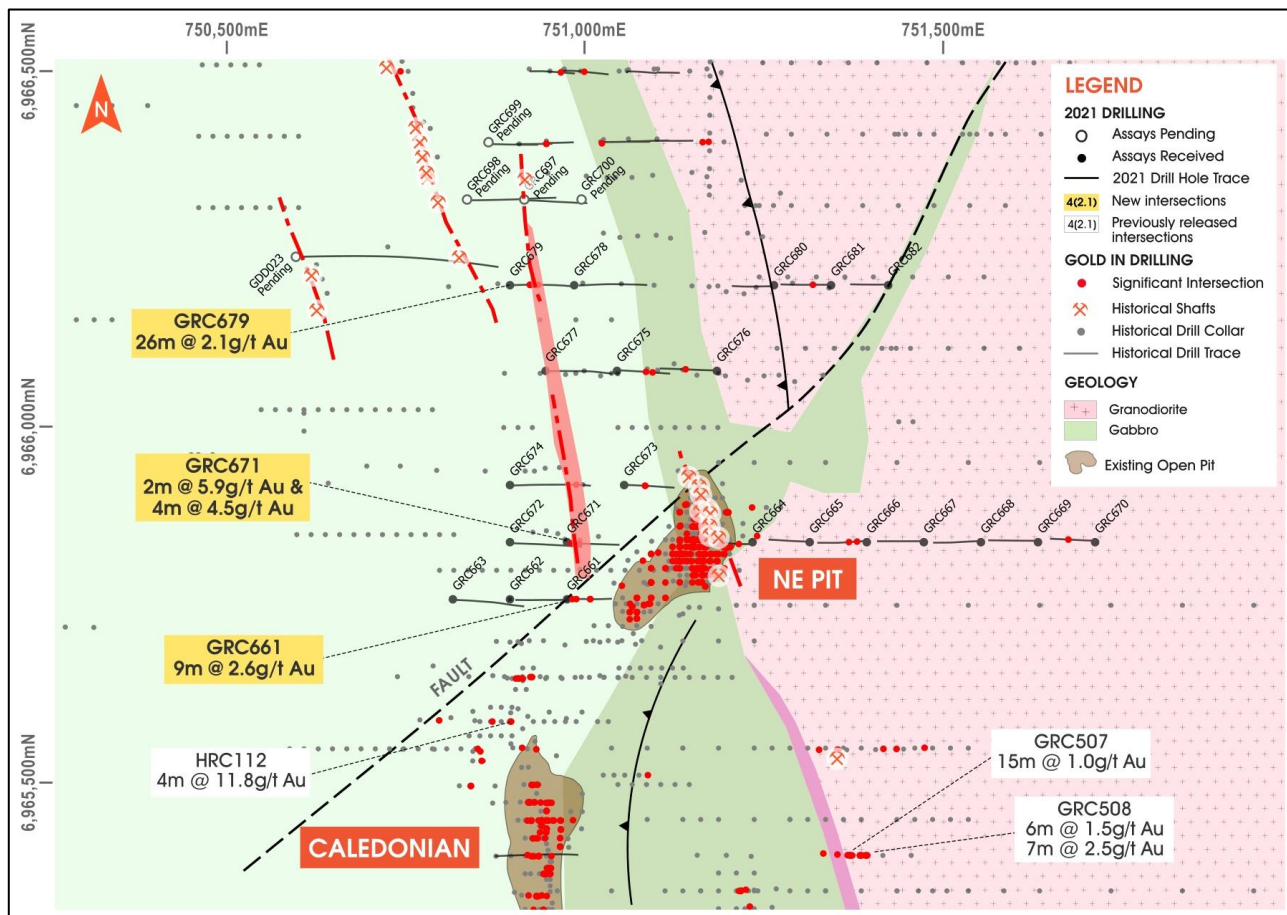 750,500mE
751,000mE
751,500mE
6,966,500mN
6,966,000mN
6,965,500mN
N
LEGEND
2021 DRILLING
Assays Pending
Assays Received
2021 Drill Hole Trace
4(2.1) New intersections
4(2.1) Previously released
intersections
GOLD IN DRILLING
Significant Intersection
Historical Shafts
Historical Drill Collar
Historical Drill Trace
GEOLOGY
Granodiorite
Gabbro
Existing Open Pit
GRC699
Pending
GRC698
Pending
GRC697
Pending
GRC700
Pending
GDD023
Pending
GRC679
GRC678
GRC680
GRC681
GRC682
GRC679
26m @ 2.1g/t Au
GRC677
GRC675
GRC676
GRC674
GRC673
GRC671
2m @ 5.9g/t Au &
4m @ 4.5g/t Au
GRC672
GRC671
GRC664
GRC665
GRC666
GRC667
GRC668
GRC669
GRC670
GRC663
GRC662
GRC661
NE PIT
GRC661
9m @ 2.6g/t Au
FAULT
HRC112
4m @ 11.8g/t Au
GRC507
15m @ 1.0g/t Au
GRC508
6m @ 1.5g/t Au
7m @ 2.5g/t Au
CALEDONIAN